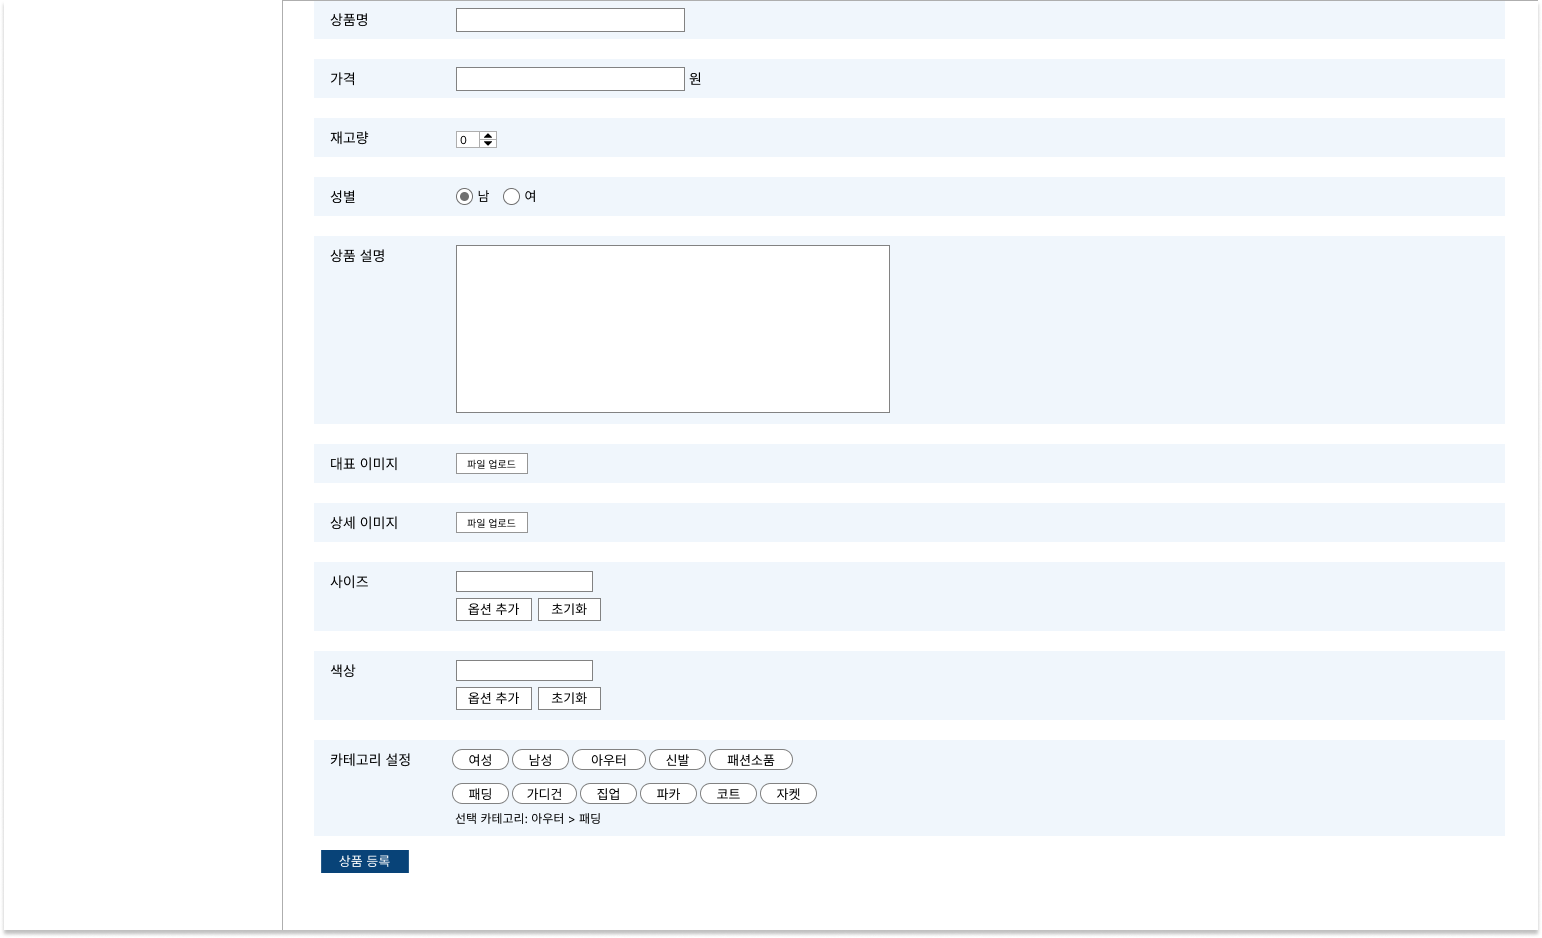 상품명
가격 원
재고량 0
성별 남 여
상품 설명
대표 이미지 파일 업로드
상세 이미지 파일 업로드
사이즈
옵션 추가 초기화
색상
옵션 추가 초기화
카테고리 설정 여성 남성 아우터 신발 패션소품
패딩 가디건 집업 파카 코트 자켓
선택 카테고리: 아우터 > 패딩
상품 등록